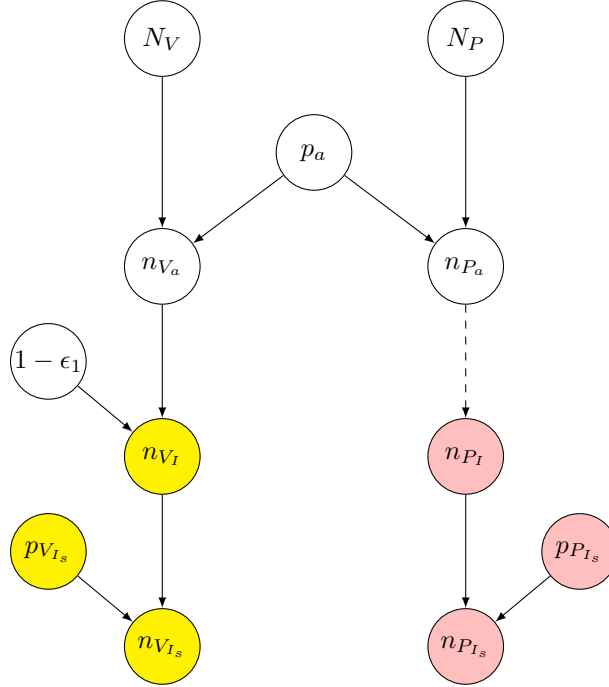 N_V
N_P
p_a
n_{V_a}
n_{P_a}
1 − ϵ_1
n_{V_I}
n_{P_I}
p_{V_{I_s}}
p_{P_{I_s}}
n_{V_{I_s}}
n_{P_{I_s}}